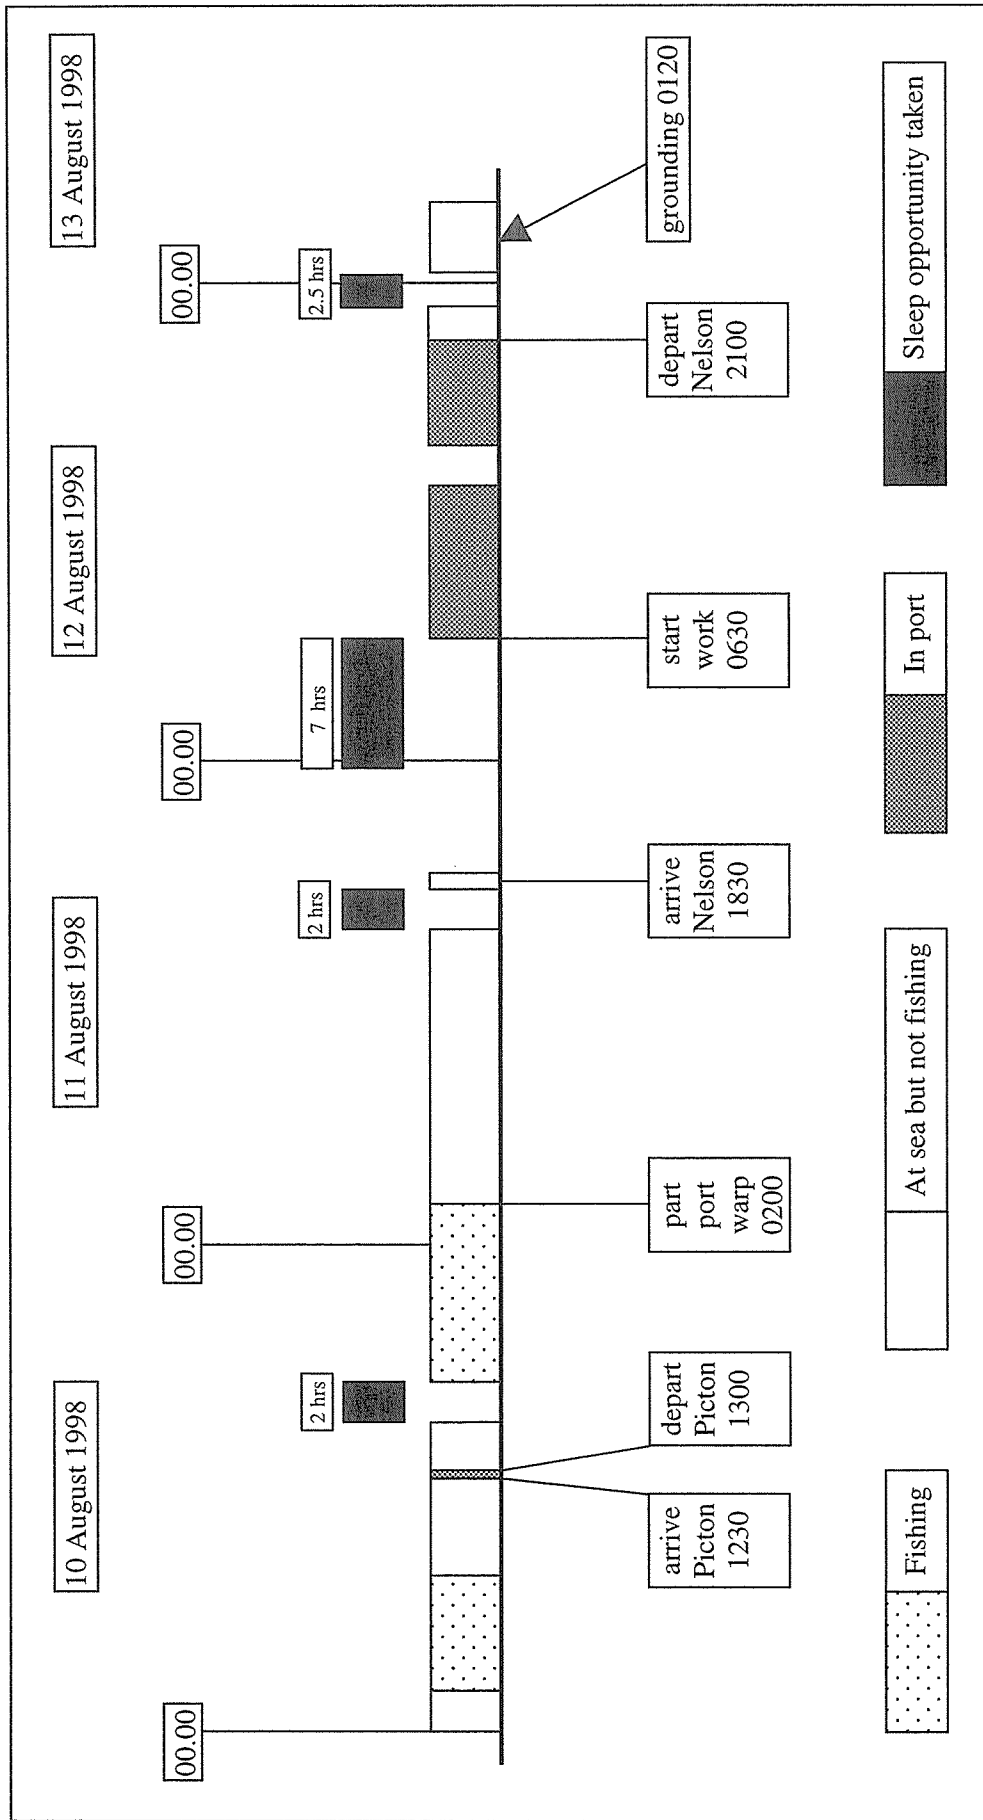 10 August 1998
11 August 1998
12 August 1998
13 August 1998
00.00
00.00
00.00
00.00
2 hrs
2 hrs
7 hrs
2.5 hrs
arrive
Picton
1230
depart
Picton
1300
part
port
warp
0200
arrive
Nelson
1830
start
work
0630
depart
Nelson
2100
grounding 0120
Fishing
At sea but not fishing
In port
Sleep opportunity taken